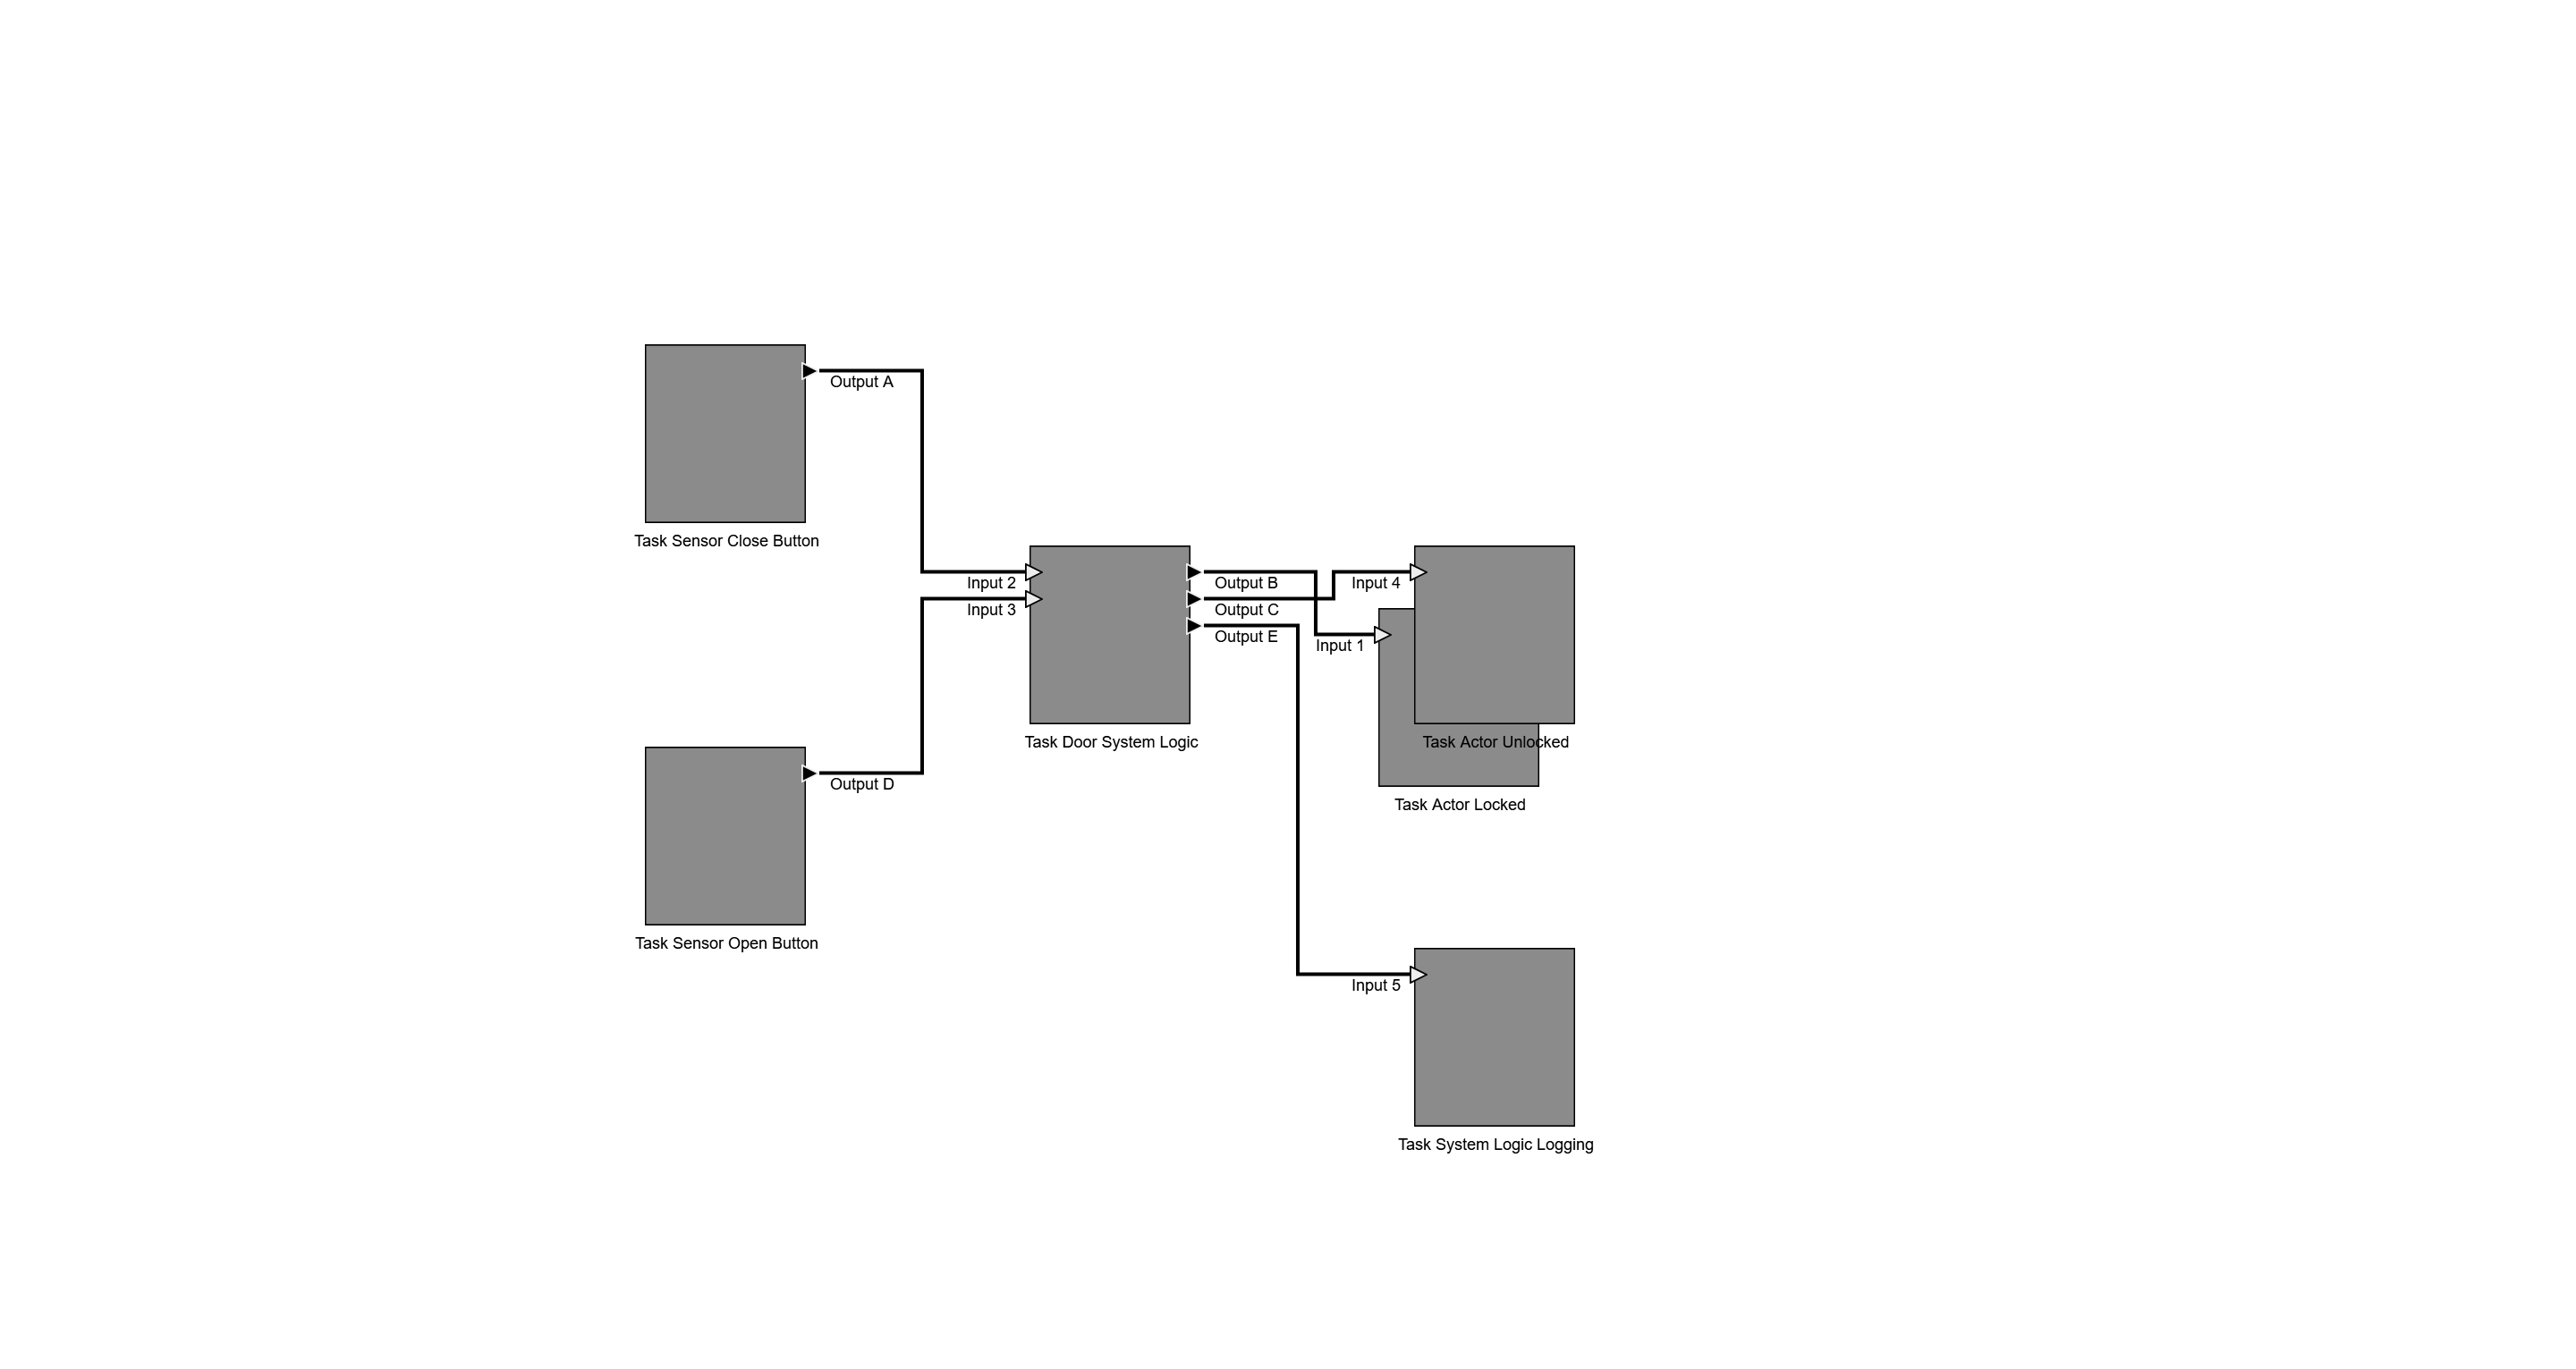 Output A
Task Sensor Close Button
Input 2
Output B
Input 4
Input 3
Output C
Output E
Input 1
Task Door System Logic
Task Actor Unlocked
Output D
Task Actor Locked
Task Sensor Open Button
Input 5
Task System Logic Logging